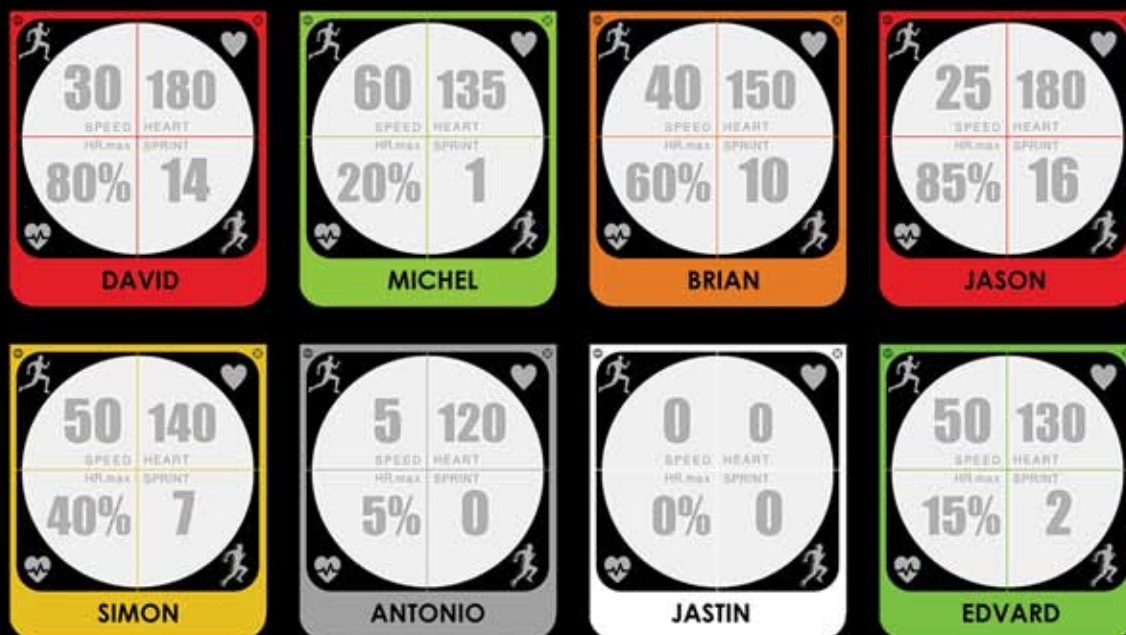 30 180
SPEED HEART
HR.max SPRINT
80% 14
DAVID
60 135
SPEED HEART
HR.max SPRINT
20% 1
MICHEL
40 150
SPEED HEART
HR.max SPRINT
60% 10
BRIAN
25 180
SPEED HEART
HR.max SPRINT
85% 16
JASON
50 140
SPEED HEART
HR.max SPRINT
40% 7
SIMON
5 120
SPEED HEART
HR.max SPRINT
5% 0
ANTONIO
0 0
SPEED HEART
HR.max SPRINT
0% 0
JASTIN
50 130
SPEED HEART
HR.max SPRINT
15% 2
EDVARD